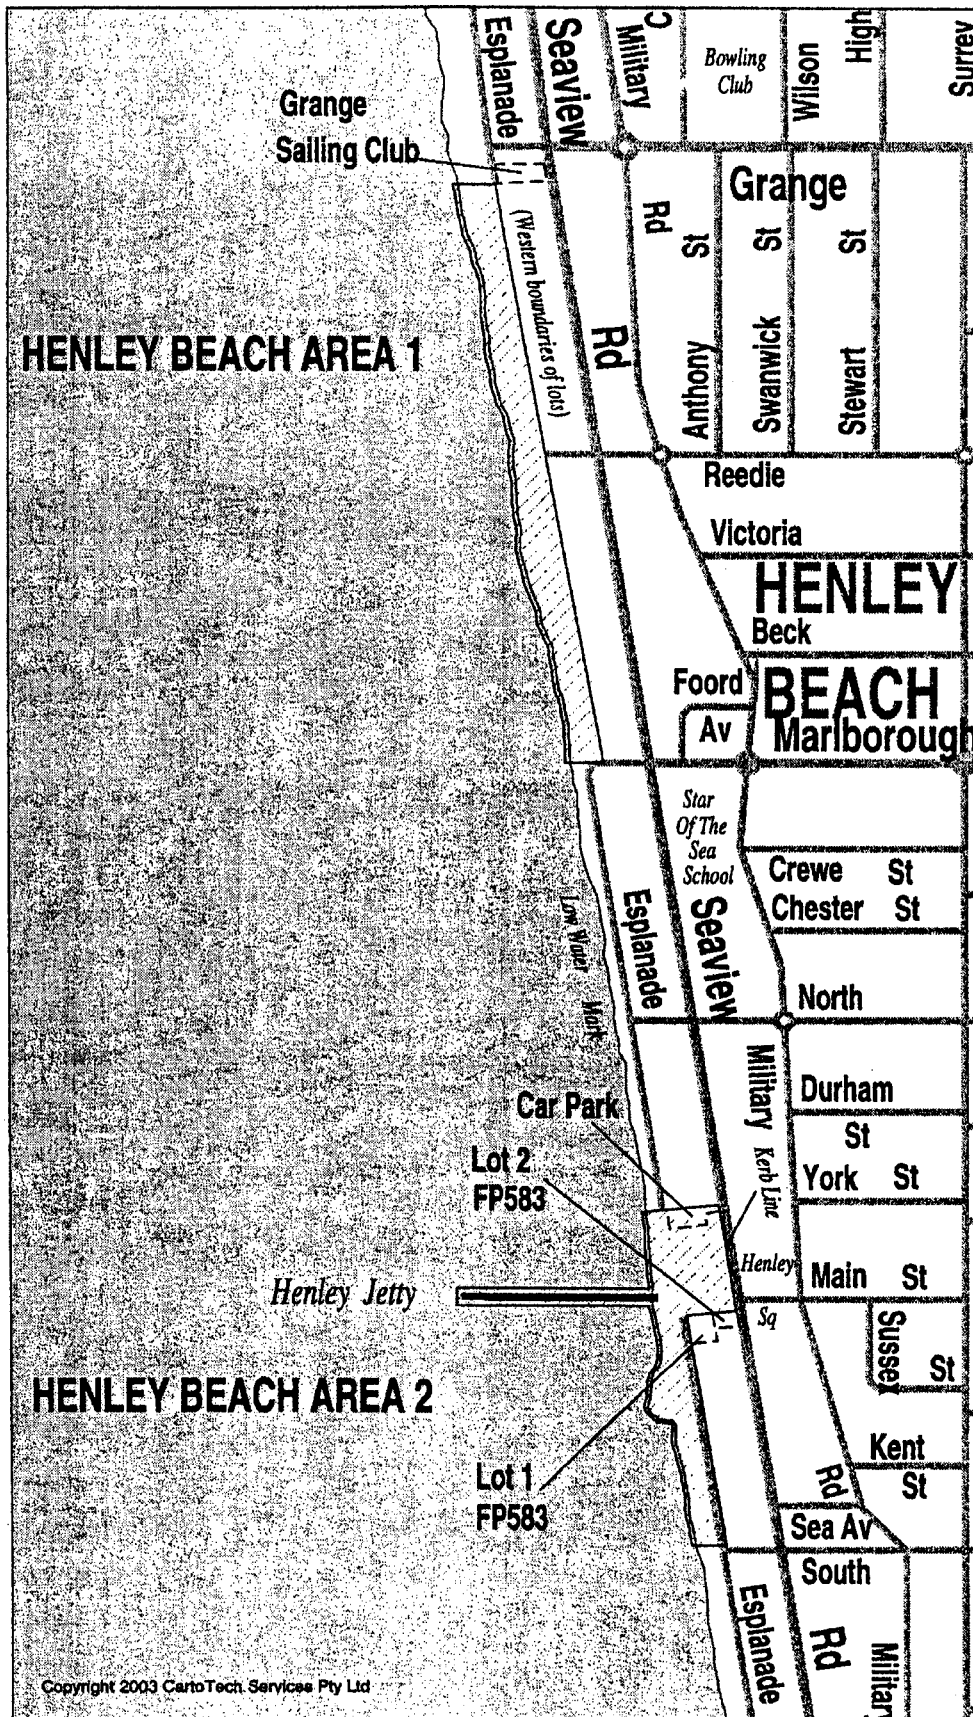 Esplanade
Seaview
Military
C
Bowling
Club
Wilson
High
Surrey
Grange
Sailing Club
Grange
(Western boundaries of lots)
Rd
St
St
St
HENLEY BEACH AREA 1
Rd
Anthony
Swanwick
Stewart
Reedie
Victoria
HENLEY
Beck
Foord
BEACH
Av
Marlborough
Star
Of The
Sea
School
Crewe St
Chester St
Low Water Mark
Esplanade
Seaview
North
Military
Durham
St
Car Park
Kerb Line
York St
Lot 2
FP583
Henley
Main St
Henley Jetty
Sq
Sussex
St
HENLEY BEACH AREA 2
Kent
St
Lot 1
FP583
Rd
Sea Av
South
Esplanade
Rd
Military
Copyright 2003 CartoTech Services Pty Ltd